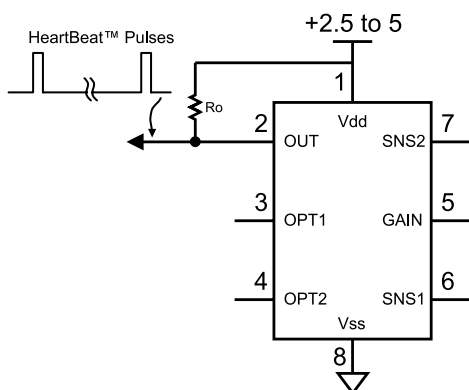 HeartBeat™ Pulses
+2.5 to 5
1
Ro
Vdd
2
OUT
SNS2
7
3
OPT1
GAIN
5
4
OPT2
SNS1
6
Vss
8